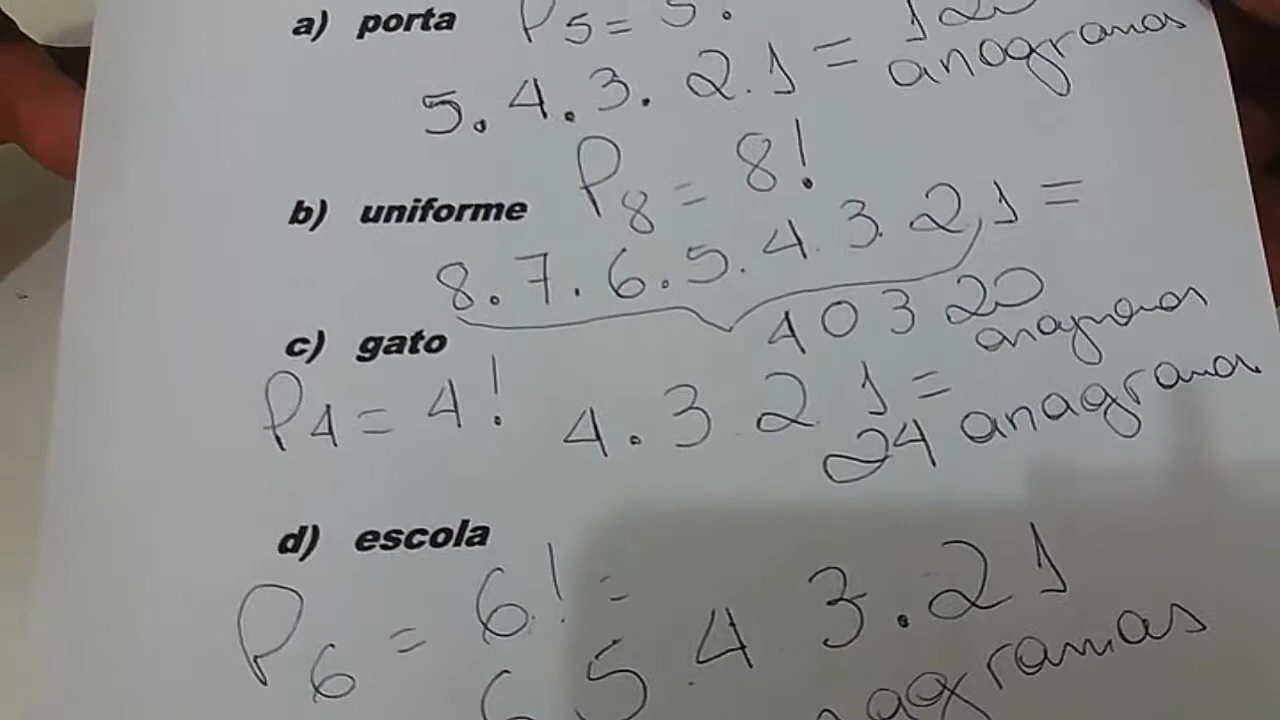 a) porta P5 = 5!
5.4.3.2.1 = 120 anagramas
b) uniforme P8 = 8!
8.7.6.5.4.3.2,1 =
40320 anagramas
c) gato
P4 = 4! 4.3 2 1 =
24 anagramas
d) escola
P6 = 6! =
6 5.4 3.2 1